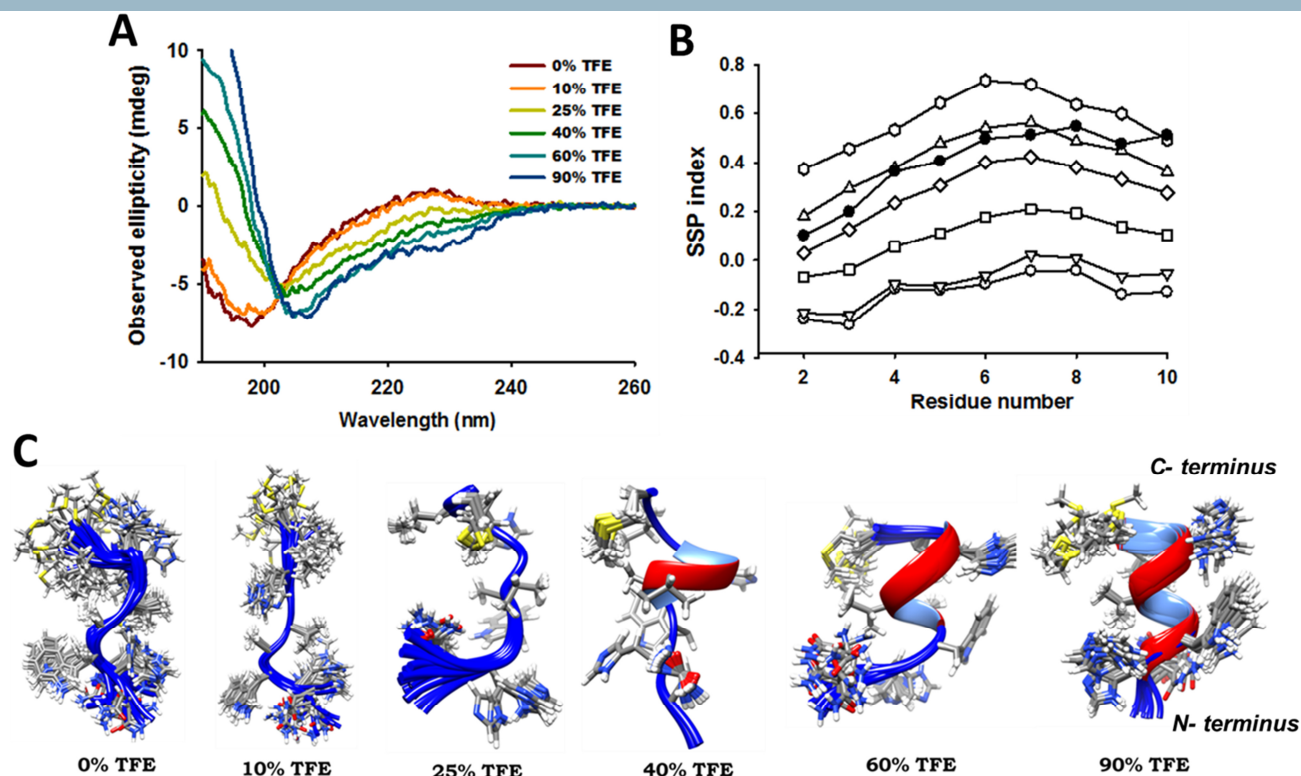 A
Observed ellipticity (mdeg)
10
5
0
-5
-10
200
220
240
260
Wavelength (nm)
0% TFE
10% TFE
25% TFE
40% TFE
60% TFE
90% TFE
B
SSP index
0.8
0.6
0.4
0.2
0.0
-0.2
-0.4
2
4
6
8
10
Residue number
C
C- terminus
N- terminus
0% TFE
10% TFE
25% TFE
40% TFE
60% TFE
90% TFE